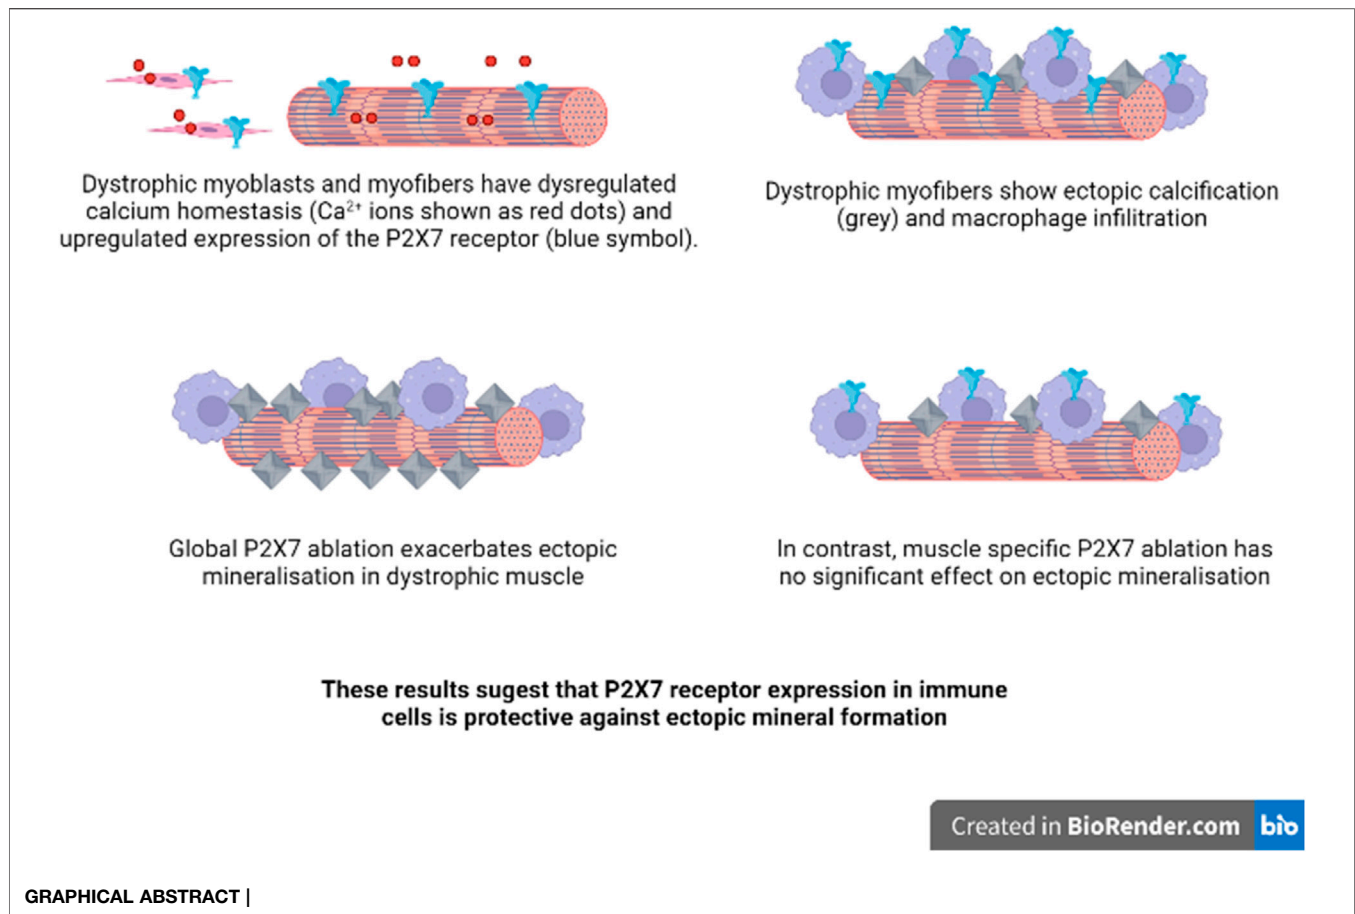 Dystrophic myoblasts and myofibers have dysregulated
calcium homestasis (Ca²⁺ ions shown as red dots) and
upregulated expression of the P2X7 receptor (blue symbol).
Dystrophic myofibers show ectopic calcification
(grey) and macrophage infilitration
Global P2X7 ablation exacerbates ectopic
mineralisation in dystrophic muscle
In contrast, muscle specific P2X7 ablation has
no significant effect on ectopic mineralisation
These results sugest that P2X7 receptor expression in immune
cells is protective against ectopic mineral formation
Created in BioRender.com bio
GRAPHICAL ABSTRACT |